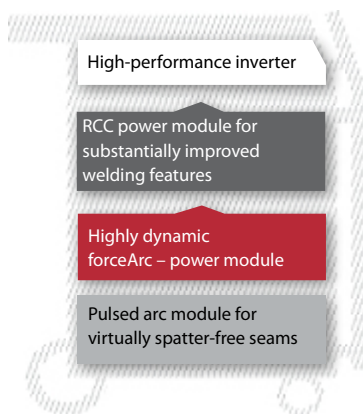 High-performance inverter
RCC power module for
substantially improved
welding features
Highly dynamic
forceArc – power module
Pulsed arc module for
virtually spatter-free seams